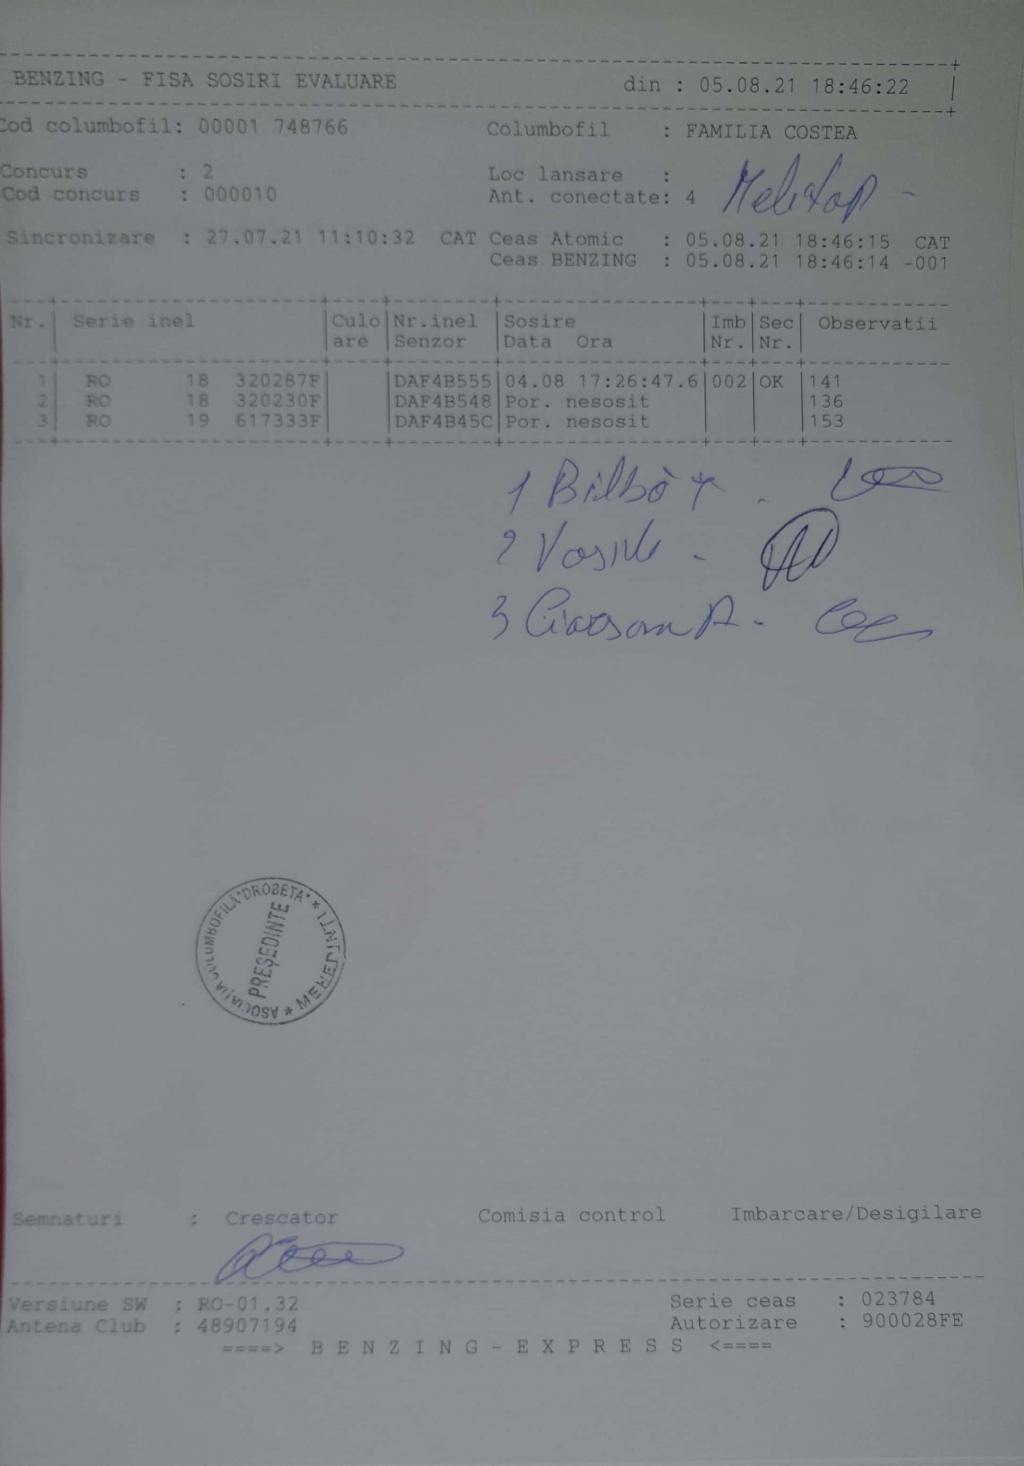 BENZING - FISA SOSIRI EVALUARE din : 05.08.21 18:46:22
Cod columbofil: 00001 748766 Columbofil : FAMILIA COSTEA
Concurs : 2 Loc lansare :
Cod concurs : 000010 Ant. conectate: 4
Sincronizare : 27.07.21 11:10:32 CAT Ceas Atomic : 05.08.21 18:46:15 CAT
Ceas BENZING : 05.08.21 18:46:14 -001
Nr. Serie inel Culo Nr.inel Sosire Imb Sec Observatii
are Senzor Data Ora Nr. Nr.
1 RO 18 320287F DAF4B555 04.08 17:26:47.6 002 OK 141
2 RO 18 320230F DAF4B548 Por. nesosit 136
3 RO 19 617333F DAF4B45C Por. nesosit 153
1 Bilbò
2 Vasile -
3
ASOCIAȚIA COLUMBOFILĂ "DROBETA" * MEHEDINTI *
PREȘEDINTE
Semnaturi : Crescator Comisia control Imbarcare/Desigilare
Versiune SW : RO-01.32 Serie ceas : 023784
Antena Club : 48907194 Autorizare : 900028FE
====> B E N Z I N G - E X P R E S S <====